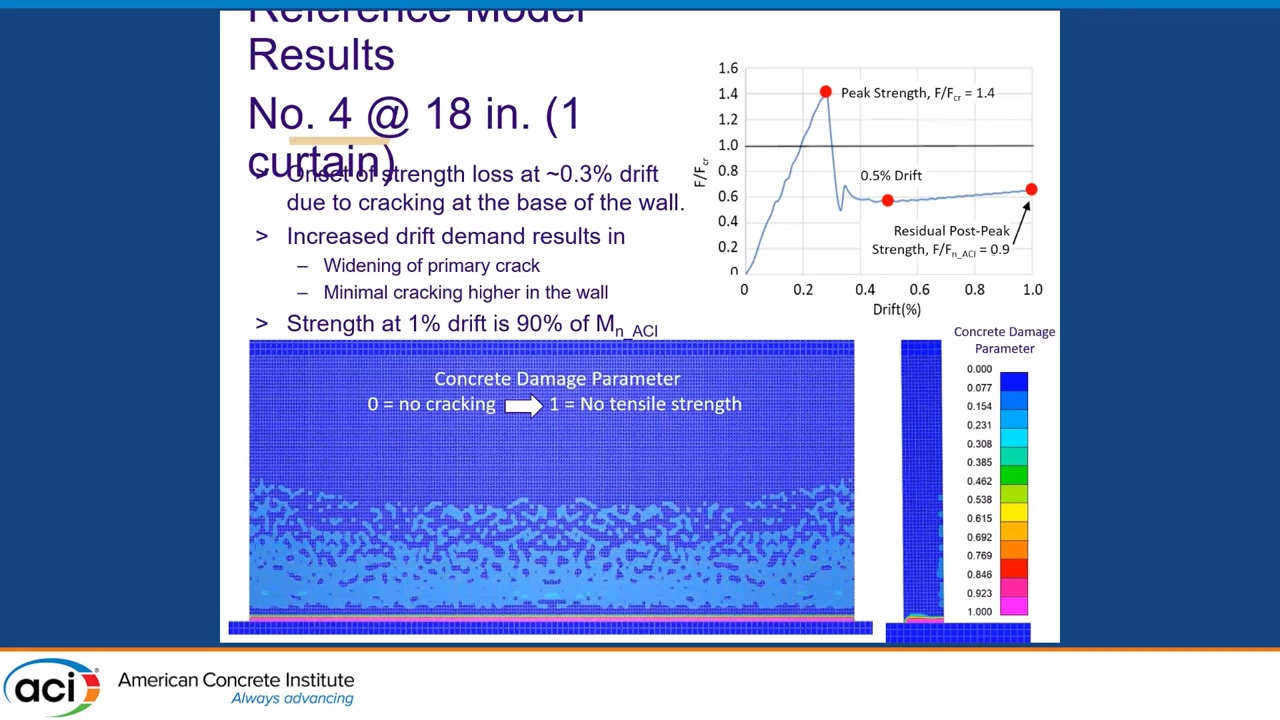 Reference Model
Results
No. 4 @ 18 in. (1
curtain)
> Onset of strength loss at ~0.3% drift
due to cracking at the base of the wall.
> Increased drift demand results in
– Widening of primary crack
– Minimal cracking higher in the wall
> Strength at 1% drift is 90% of Mn_ACI
1.6
1.4
1.2
1.0
0.8
0.6
0.4
0.2
0
F/Fcr
Peak Strength, F/Fcr = 1.4
0.5% Drift
Residual Post-Peak
Strength, F/Fn_ACI = 0.9
0 0.2 0.4 0.6 0.8 1.0
Drift(%)
Concrete Damage Parameter
0 = no cracking 1 = No tensile strength
Concrete Damage
Parameter
0.000
0.077
0.154
0.231
0.308
0.385
0.462
0.538
0.615
0.692
0.769
0.846
0.923
1.000
aci ®
American Concrete Institute
Always advancing